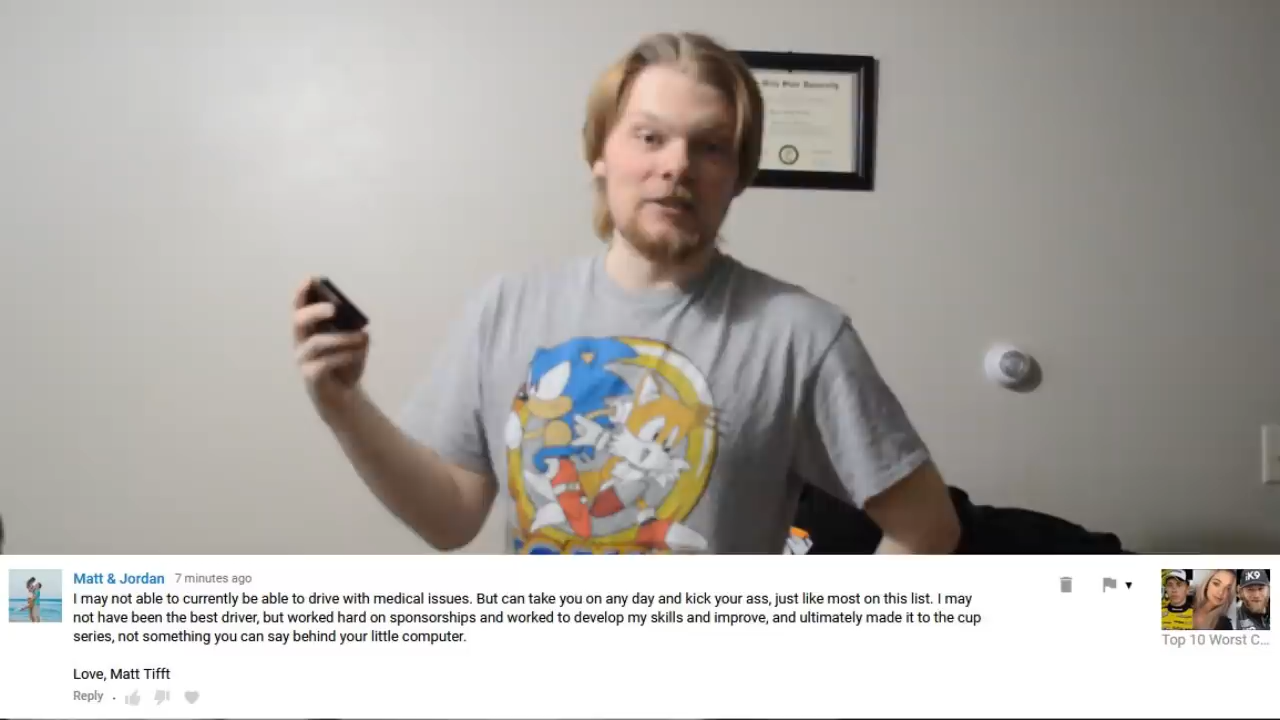 Matt & Jordan 7 minutes ago
I may not able to currently be able to drive with medical issues. But can take you on any day and kick your ass, just like most on this list. I may
not have been the best driver, but worked hard on sponsorships and worked to develop my skills and improve, and ultimately made it to the cup
series, not something you can say behind your little computer.
Love, Matt Tifft
Reply .
Top 10 Worst C...
K9